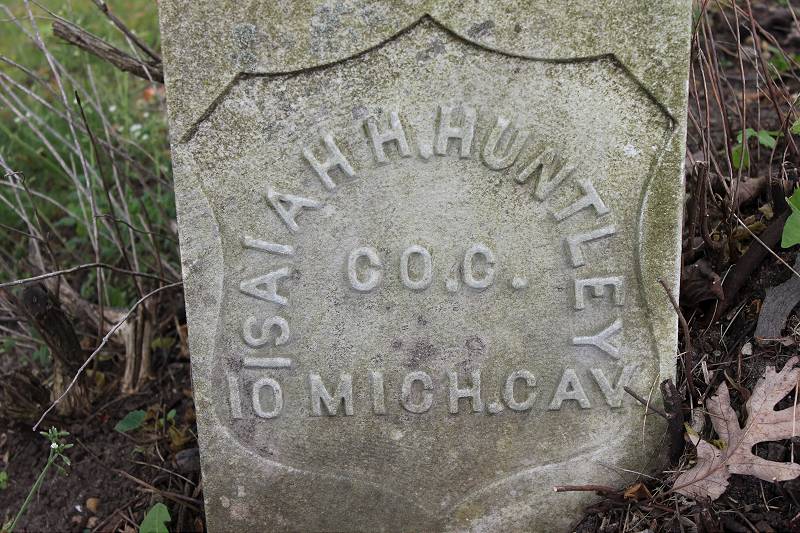 ISAIAH H. HUNTLEY
CO. C.
10 MICH. CAV